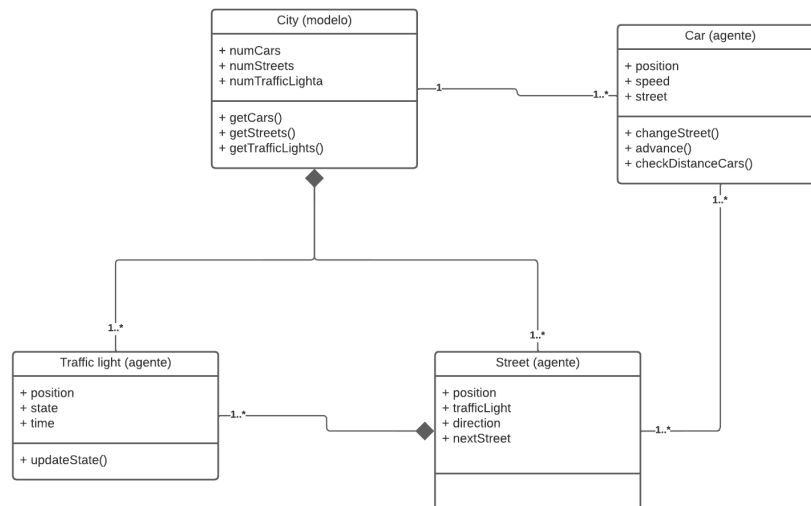 City (modelo)
+ numCars
+ numStreets
+ numTrafficLighta
+ getCars()
+ getStreets()
+ getTrafficLights()
Car (agente)
+ position
+ speed
+ street
+ changeStreet()
+ advance()
+ checkDistanceCars()
1
1..*
1..*
1..*
1..*
Traffic light (agente)
+ position
+ state
+ time
+ updateState()
1..*
Street (agente)
+ position
+ trafficLight
+ direction
+ nextStreet
1..*